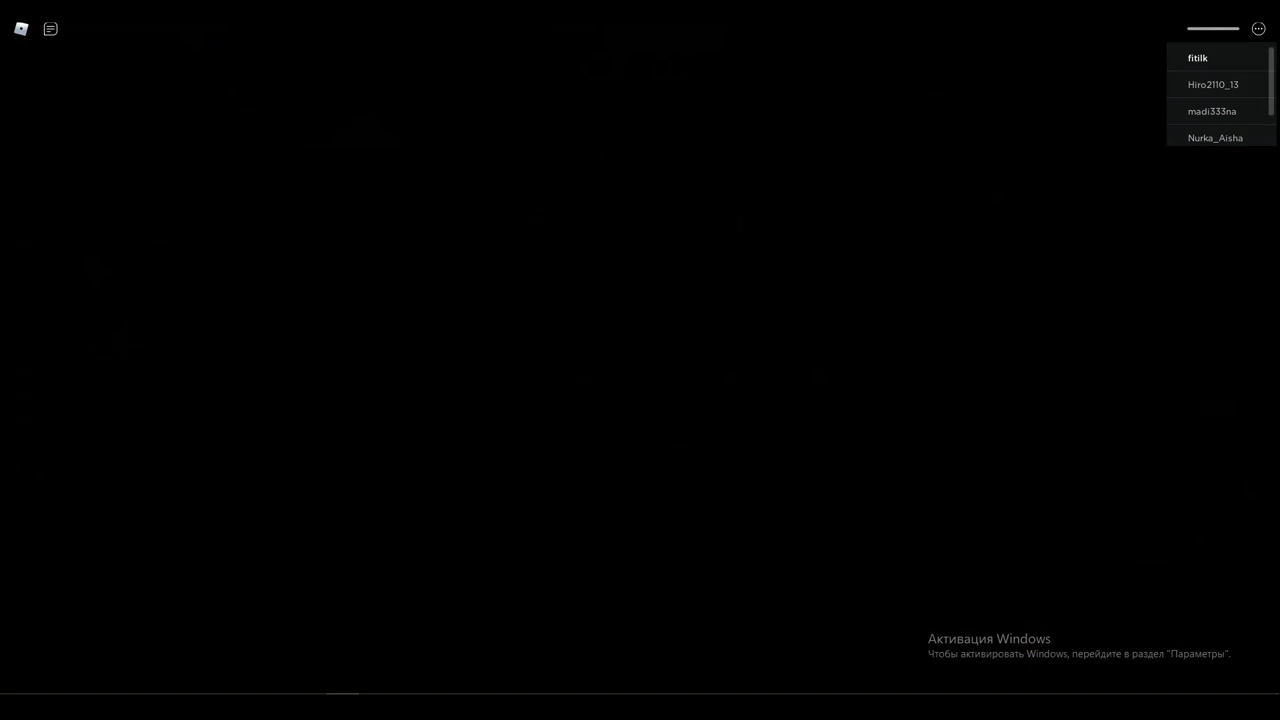 fitilk
Hiro2110_13
madi333na
Nurka_Aisha
Активация Windows
Чтобы активировать Windows, перейдите в раздел "Параметры".